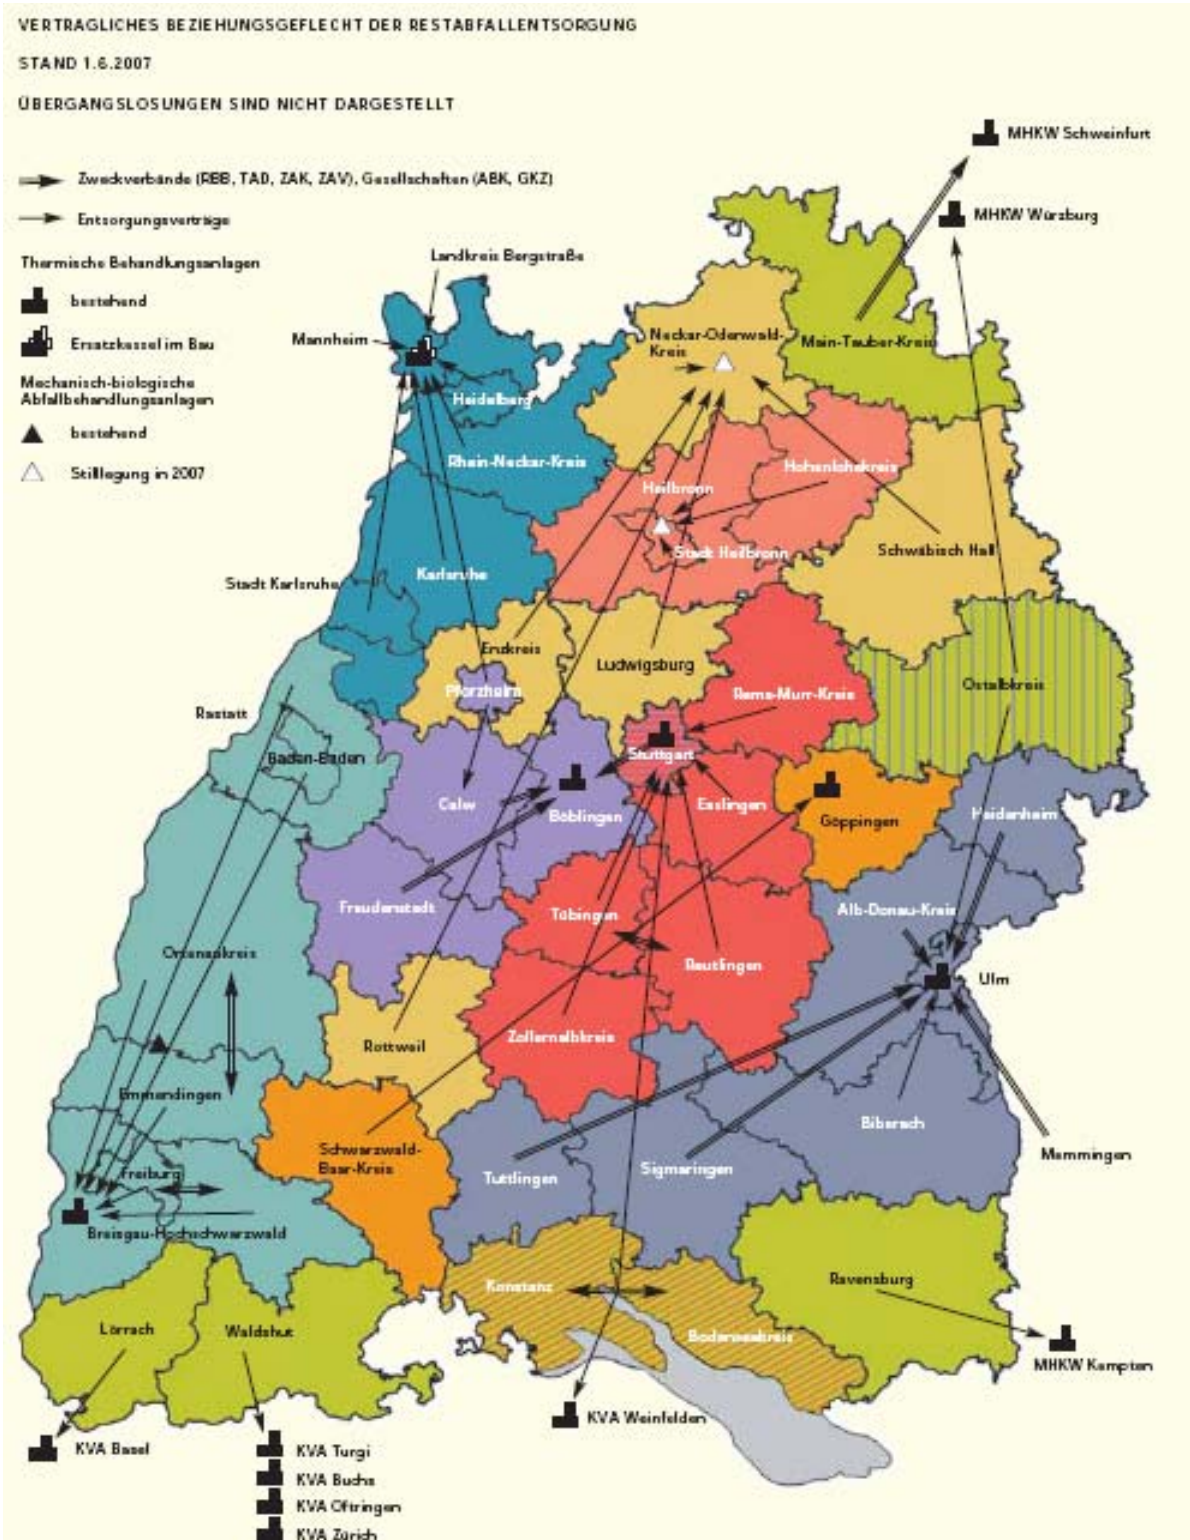 VERTRAGLICHES BEZIEHUNGSGEFLECHT DER RESTABFALLENTSORGUNG
STAND 1.6.2007
ÜBERGANGSLOSUNGEN SIND NICHT DARGESTELLT
Zweckverbände (RBB, TAD, ZAK, ZAV), Gesellschaften (ABK, GKZ)
Entsorgungsverträge
Thermische Behandlungsanlagen
bestehend
Ersatzkessel im Bau
Mechanisch-biologische
Abfallbehandlungsanlagen
bestehend
Stilllegung in 2007
MHKW Schweinfurt
MHKW Würzburg
Landkreis Bergstraße
Mannheim
Neckar-Odenwald-
Kreis
Main-Tauber-Kreis
Heidelberg
Rhein-Neckar-Kreis
Hohenlohekreis
Heilbronn
Stadt Heilbronn
Schwäbisch Hall
Karlsruhe
Stadt Karlsruhe
Enzkreis
Ludwigsburg
Pforzheim
Rems-Murr-Kreis
Ostalbkreis
Rastatt
Baden-Baden
Stuttgart
Calw
Böblingen
Esslingen
Göppingen
Heidenheim
Freudenstadt
Tübingen
Alb-Donau-Kreis
Ortenaukreis
Reutlingen
Ulm
Zollernalbkreis
Rottweil
Emmendingen
Biberach
Schwarzwald-
Baar-Kreis
Memmingen
Freiburg
Tuttlingen
Sigmaringen
Breisgau-Hochschwarzwald
Konstanz
Ravensburg
Lörrach
Waldshut
Bodenseekreis
MHKW Kempten
KVA Weinfelden
KVA Basel
KVA Turgi
KVA Buchs
KVA Oftringen
KVA Zürich